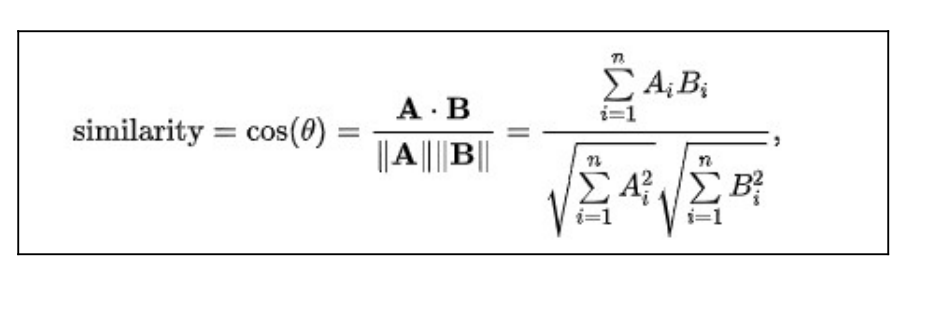 similarity = cos(θ) = A · B / ‖A‖‖B‖ = ∑_{i=1}^{n} A_i B_i / √(∑_{i=1}^{n} A_i^2) √(∑_{i=1}^{n} B_i^2),